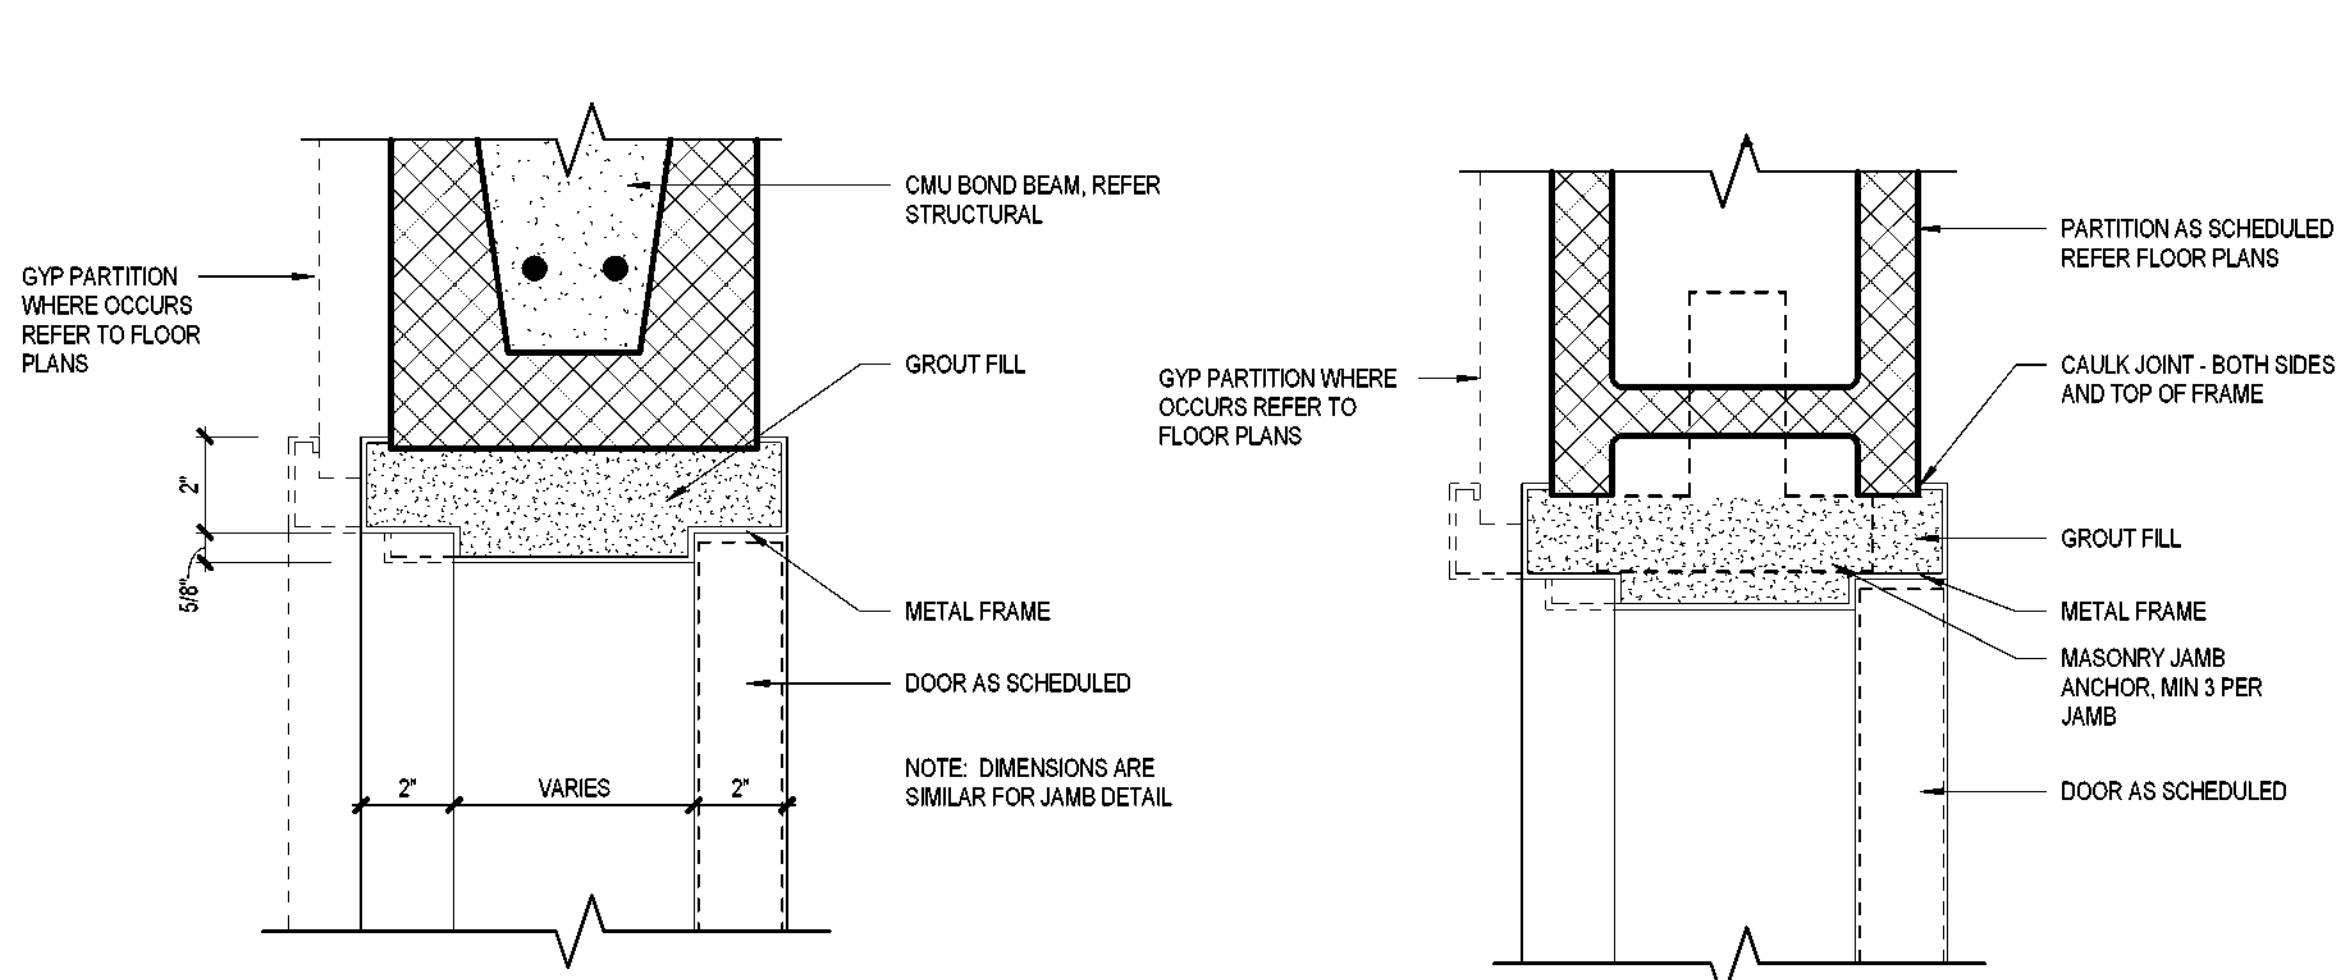 CMU BOND BEAM, REFER
STRUCTURAL
GYP PARTITION
WHERE OCCURS
REFER TO FLOOR
PLANS
GROUT FILL
2"
5/8"
METAL FRAME
DOOR AS SCHEDULED
NOTE: DIMENSIONS ARE
SIMILAR FOR JAMB DETAIL
2"
VARIES
2"
PARTITION AS SCHEDULED
REFER FLOOR PLANS
CAULK JOINT - BOTH SIDES
AND TOP OF FRAME
GYP PARTITION WHERE
OCCURS REFER TO
FLOOR PLANS
GROUT FILL
METAL FRAME
MASONRY JAMB
ANCHOR, MIN 3 PER
JAMB
DOOR AS SCHEDULED